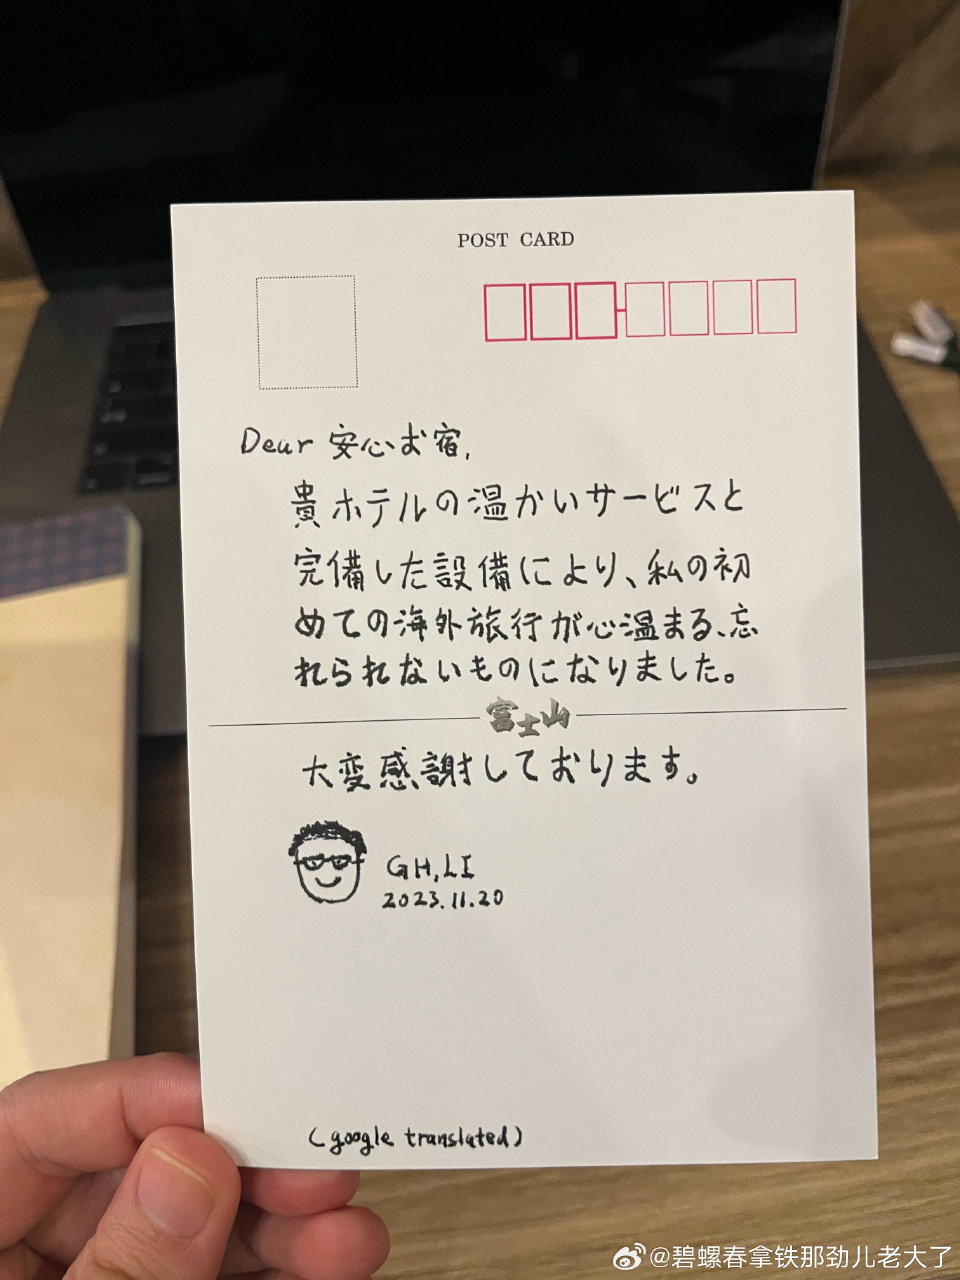 POST CARD
Dear 安心お宿,
貴ホテルの温かいサービスと
完備した設備により、私の初
めての海外旅行が心温まる、忘
れられないものになりました。
富士山
大変感謝しております。
GH,LI
2023.11.20
(google translated)
@碧螺春拿铁那劲儿老大了